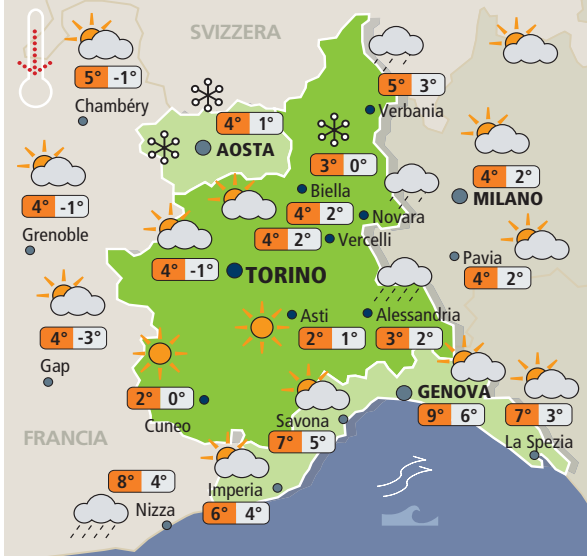 SVIZZERA
5° -1°
Chambéry
5° 3°
Verbania
4° 1°
AOSTA
3° 0°
Biella
4° 2°
MILANO
4° -1°
Grenoble
4° 2°
Novara
4° 2°
Vercelli
4° -1°
TORINO
Pavia
4° 2°
4° -3°
Gap
Asti
2° 1°
Alessandria
3° 2°
2° 0°
Cuneo
GENOVA
9° 6°
7° 3°
La Spezia
Savona
7° 5°
FRANCIA
8° 4°
Nizza
Imperia
6° 4°